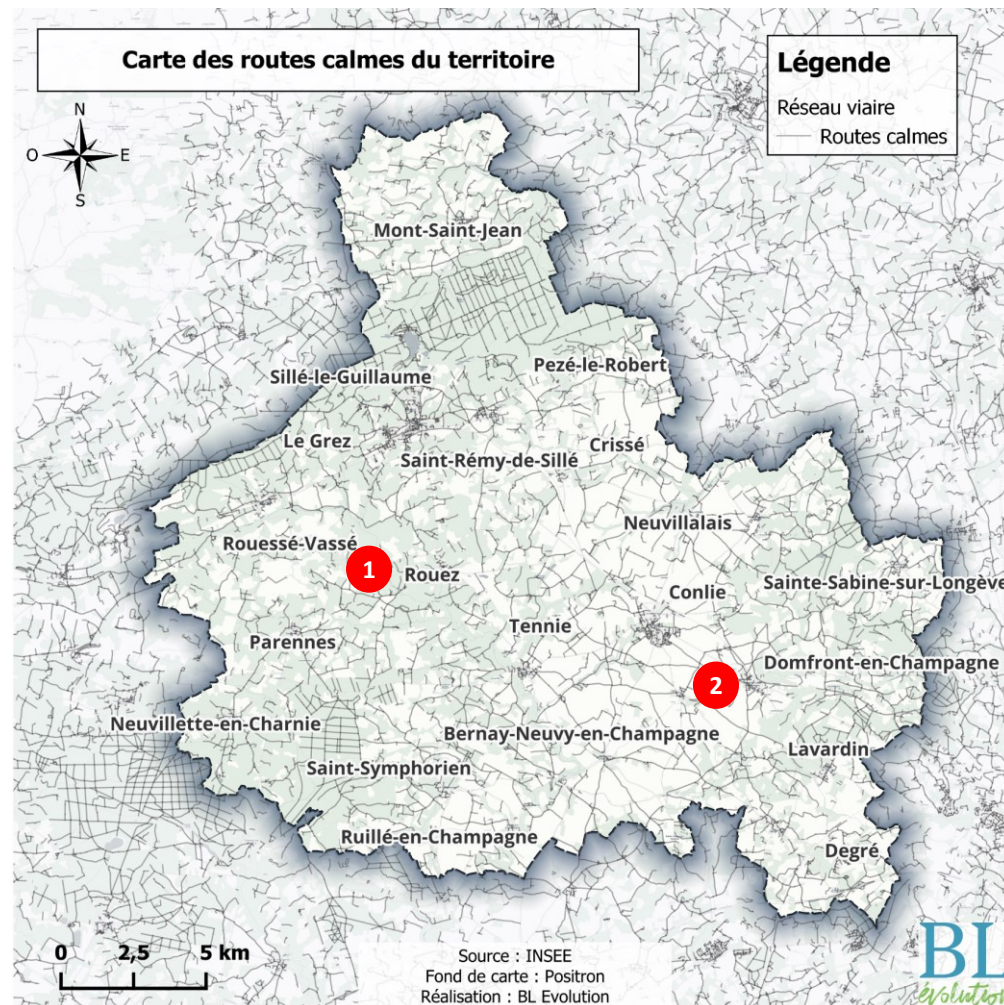 Carte des routes calmes du territoire
Légende
Réseau viaire
Routes calmes
N
O
E
S
Mont-Saint-Jean
Sillé-le-Guillaume
Pezé-le-Robert
Le Grez
Saint-Rémy-de-Sillé
Crissé
Neuvillalais
Rouessé-Vassé
1
Rouez
Conlie
Sainte-Sabine-sur-Longève
Tennie
Parennes
Domfront-en-Champagne
2
Neuvillette-en-Charnie
Bernay-Neuvy-en-Champagne
Lavardin
Saint-Symphorien
Ruillé-en-Champagne
Degré
0 2,5 5 km
Source : INSEE
Fond de carte : Positron
Réalisation : BL Evolution
BL
évolution